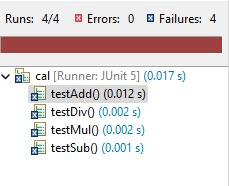 Runs: 4/4 Errors: 0 Failures: 4
cal [Runner: JUnit 5] (0.017 s)
testAdd() (0.012 s)
testDiv() (0.002 s)
testMul() (0.002 s)
testSub() (0.001 s)